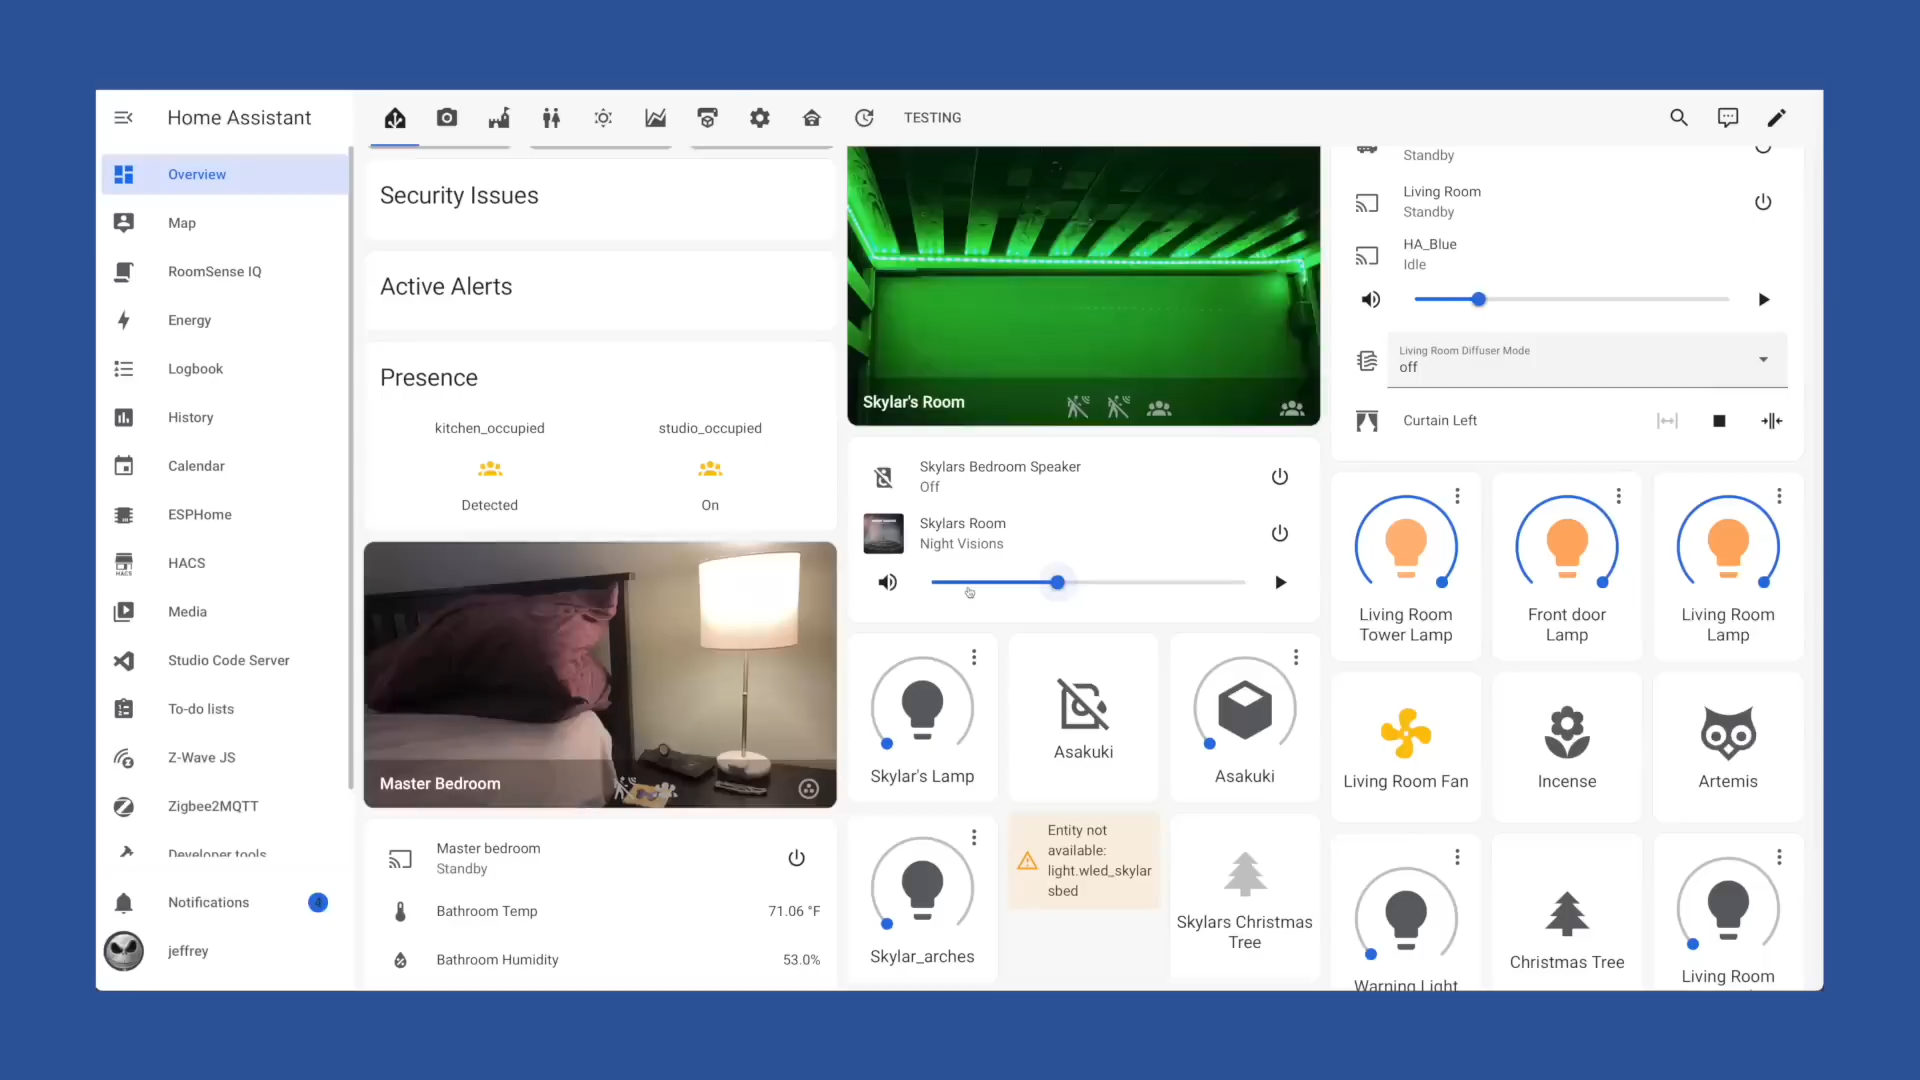 Home Assistant
TESTING
Overview
Map
RoomSense IQ
Energy
Logbook
History
Calendar
ESPHome
HACS
HACS
Media
Studio Code Server
To-do lists
Z-Wave JS
Zigbee2MQTT
Developer tools
Notifications
4
jeffrey
Security Issues
Active Alerts
Presence
kitchen_occupied
studio_occupied
Detected
On
Master Bedroom
Master bedroom
Standby
Bathroom Temp
71.06 °F
Bathroom Humidity
53.0%
Skylar's Room
Skylars Bedroom Speaker
Off
Skylars Room
Night Visions
Skylar's Lamp
Asakuki
Asakuki
Skylar_arches
Entity not
available:
light.wled_skylar
sbed
Skylars Christmas
Tree
Standby
Living Room
Standby
HA_Blue
Idle
Living Room Diffuser Mode
off
Curtain Left
Living Room
Tower Lamp
Front door
Lamp
Living Room
Lamp
Living Room Fan
Incense
Artemis
Warning Light
Christmas Tree
Living Room